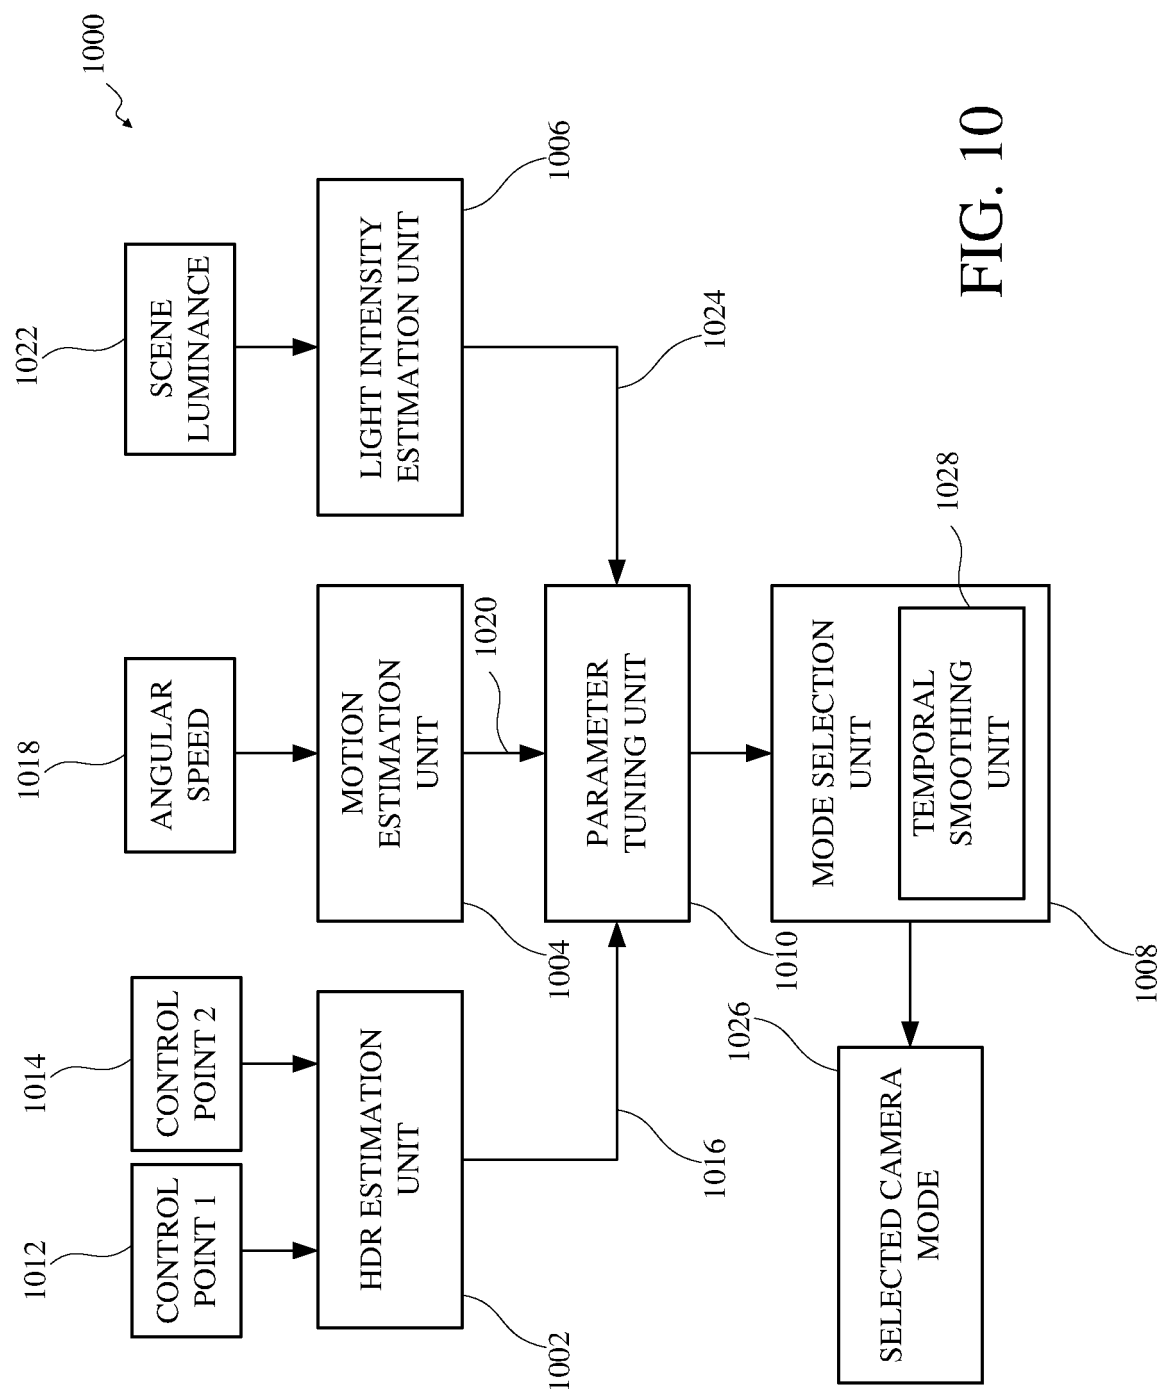 1000
1012
1014
1018
1022
CONTROL
POINT 1
CONTROL
POINT 2
ANGULAR
SPEED
SCENE
LUMINANCE
HDR ESTIMATION
UNIT
MOTION
ESTIMATION
UNIT
LIGHT INTENSITY
ESTIMATION UNIT
1002
1004
1020
1006
PARAMETER
TUNING UNIT
1016
1010
1024
MODE SELECTION
UNIT
TEMPORAL
SMOOTHING
UNIT
1026
1028
SELECTED CAMERA
MODE
1008
FIG. 10